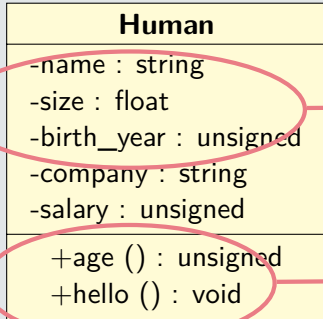 Human
-name : string
-size : float
-birth_year : unsigned
-company : string
-salary : unsigned
+age () : unsigned
+hello () : void